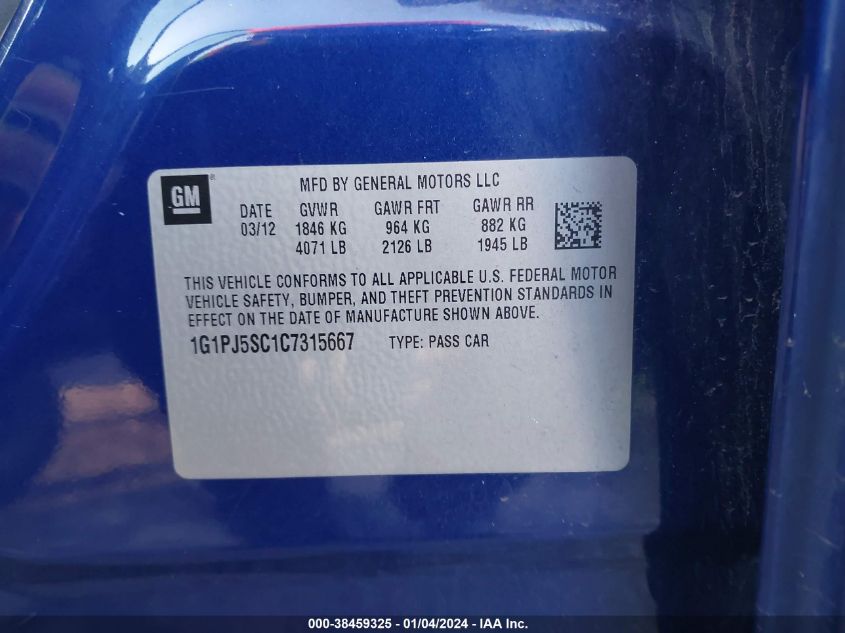 GM
MFD BY GENERAL MOTORS LLC
DATE GVWR GAWR FRT GAWR RR
03/12 1846 KG 964 KG 882 KG
4071 LB 2126 LB 1945 LB
THIS VEHICLE CONFORMS TO ALL APPLICABLE U.S. FEDERAL MOTOR
VEHICLE SAFETY, BUMPER, AND THEFT PREVENTION STANDARDS IN
EFFECT ON THE DATE OF MANUFACTURE SHOWN ABOVE.
1G1PJ5SC1C7315667 TYPE: PASS CAR
000-38459325 - 01/04/2024 - IAA Inc.